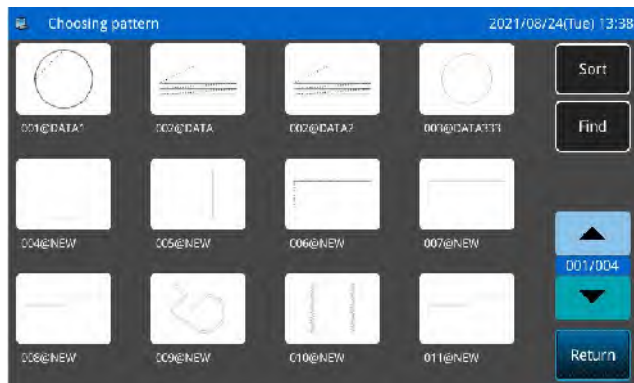 Choosing pattern 2021/08/24(Tue) 13:38
001@DATA1 002@DATA 002@DATA2 003@DATA333
Sort
Find
004@NEW 005@NEW 006@NEW 007@NEW
001/004
008@NEW 009@NEW 010@NEW 011@NEW
Return